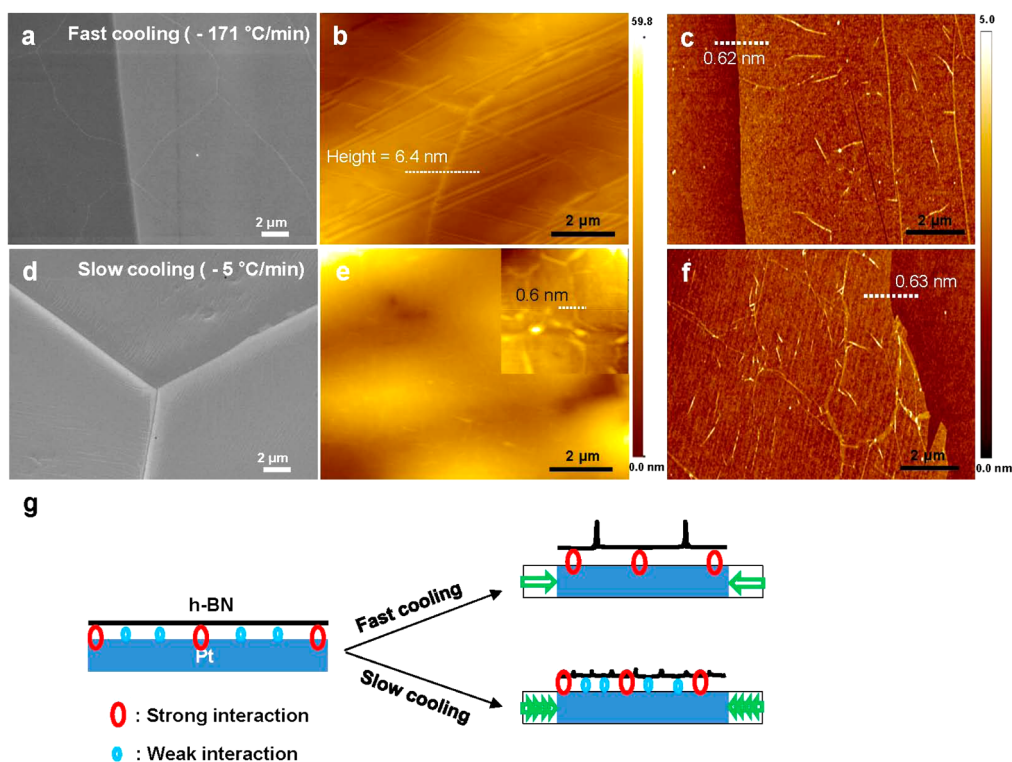 a
Fast cooling ( - 171 °C/min)
2 μm
b
Height = 6.4 nm
2 μm
59.8
0.0 nm
c
0.62 nm
2 μm
5.0
0.0 nm
d
Slow cooling ( - 5 °C/min)
2 μm
e
0.6 nm
2 μm
f
0.63 nm
2 μm
g
h-BN
Pt
Fast cooling
Slow cooling
: Strong interaction
: Weak interaction